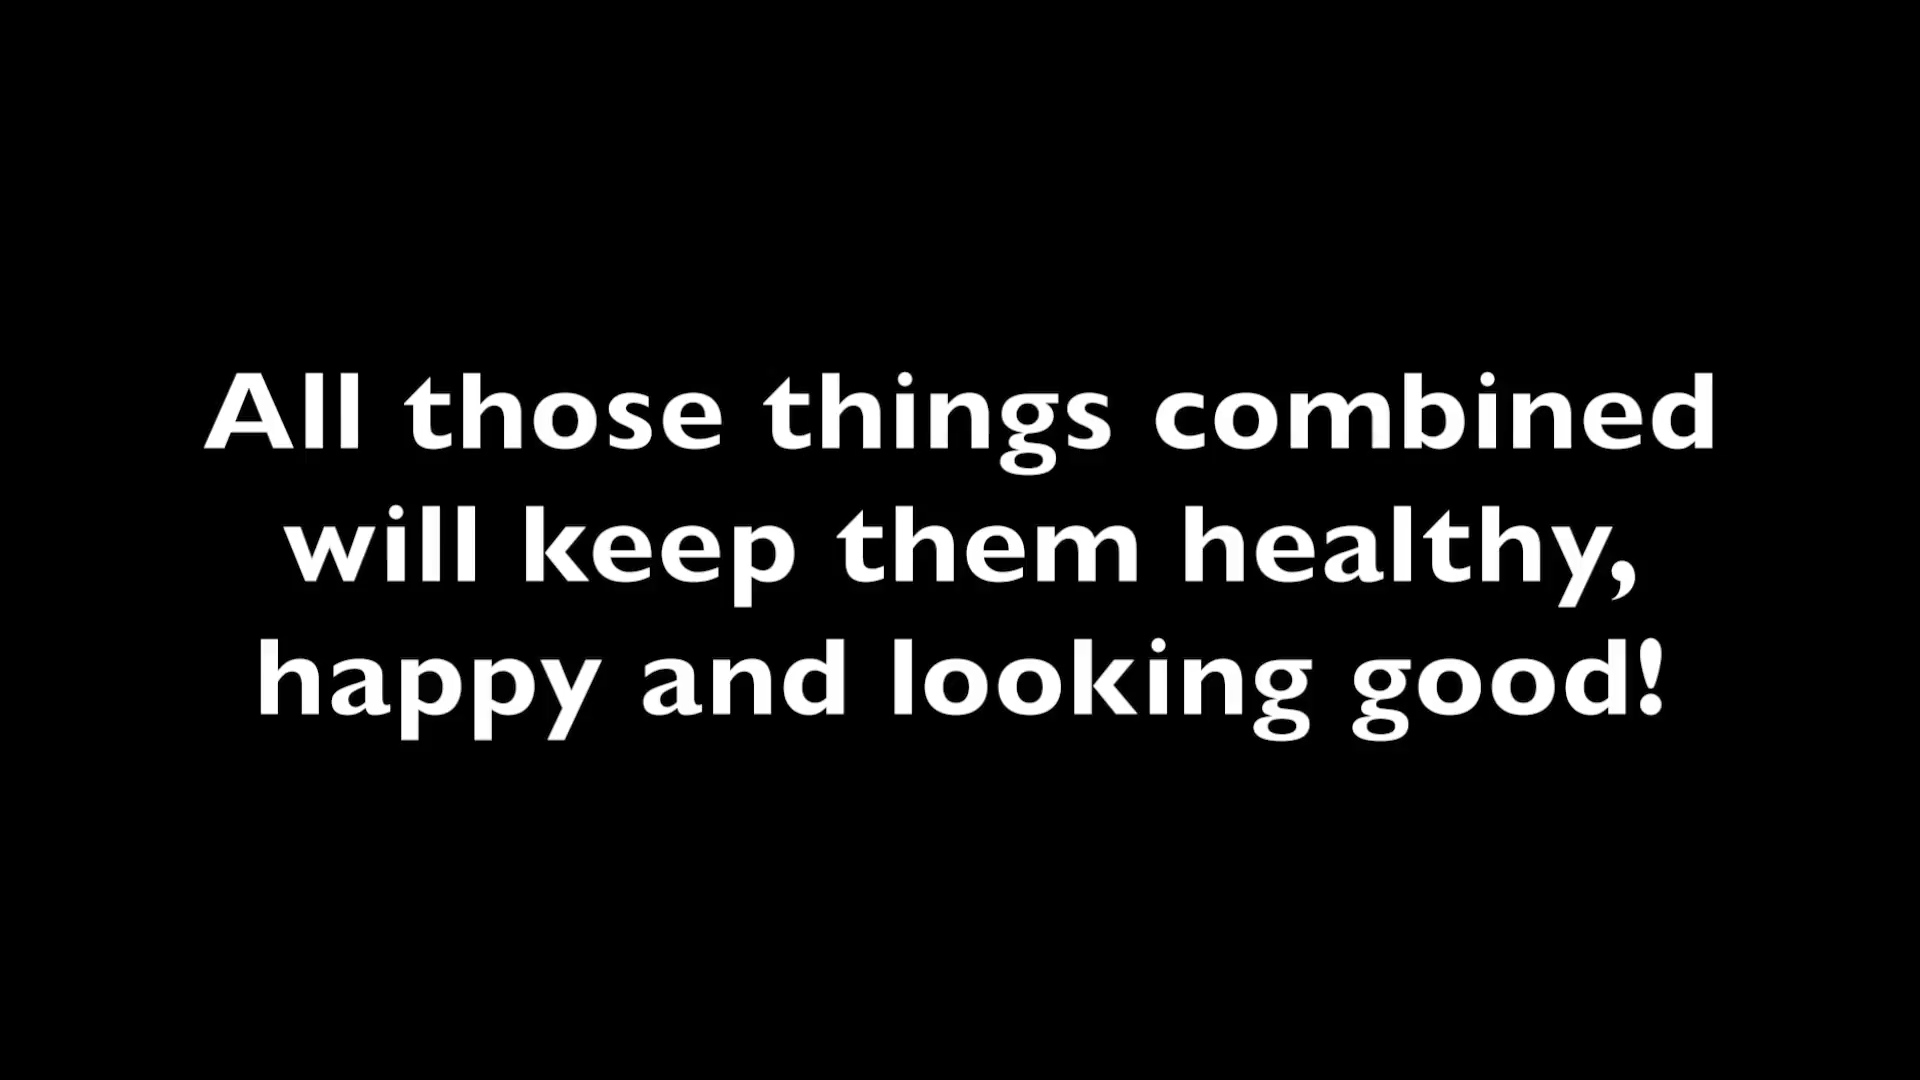 All those things combined
will keep them healthy,
happy and looking good!